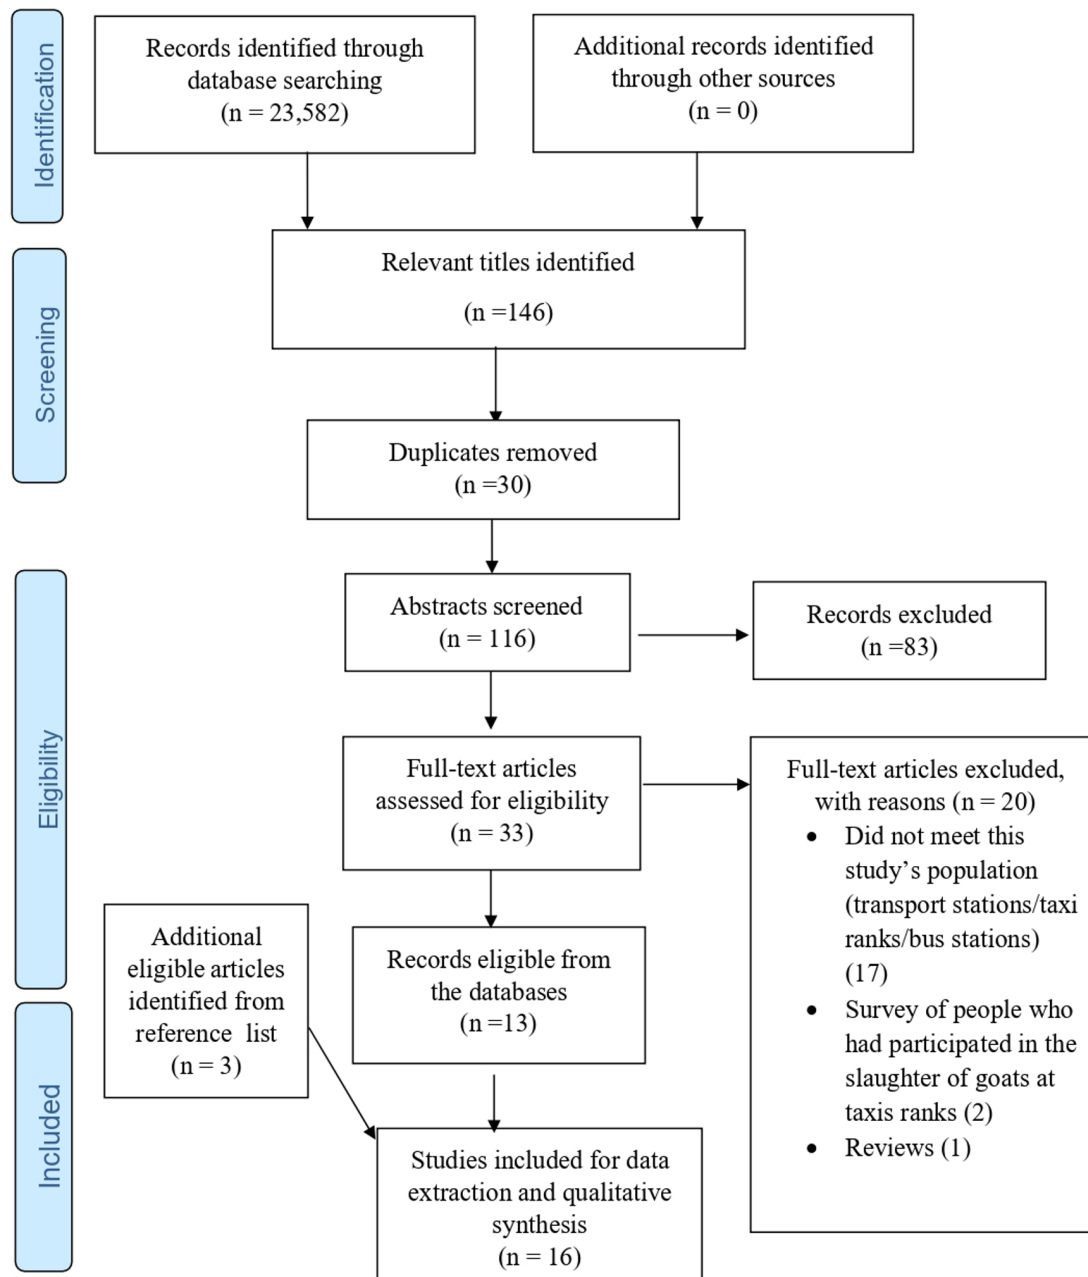 Identification
Records identified through
database searching
(n = 23,582)
Additional records identified
through other sources
(n = 0)
Screening
Relevant titles identified
(n =146)
Duplicates removed
(n =30)
Eligibility
Abstracts screened
(n = 116)
Records excluded
(n =83)
Full-text articles
assessed for eligibility
(n = 33)
Full-text articles excluded,
with reasons (n = 20)
• Did not meet this
study’s population
(transport stations/taxi
ranks/bus stations)
(17)
• Survey of people who
had participated in the
slaughter of goats at
taxis ranks (2)
• Reviews (1)
Additional
eligible articles
identified from
reference list
(n = 3)
Records eligible from
the databases
(n =13)
Included
Studies included for data
extraction and qualitative
synthesis
(n = 16)